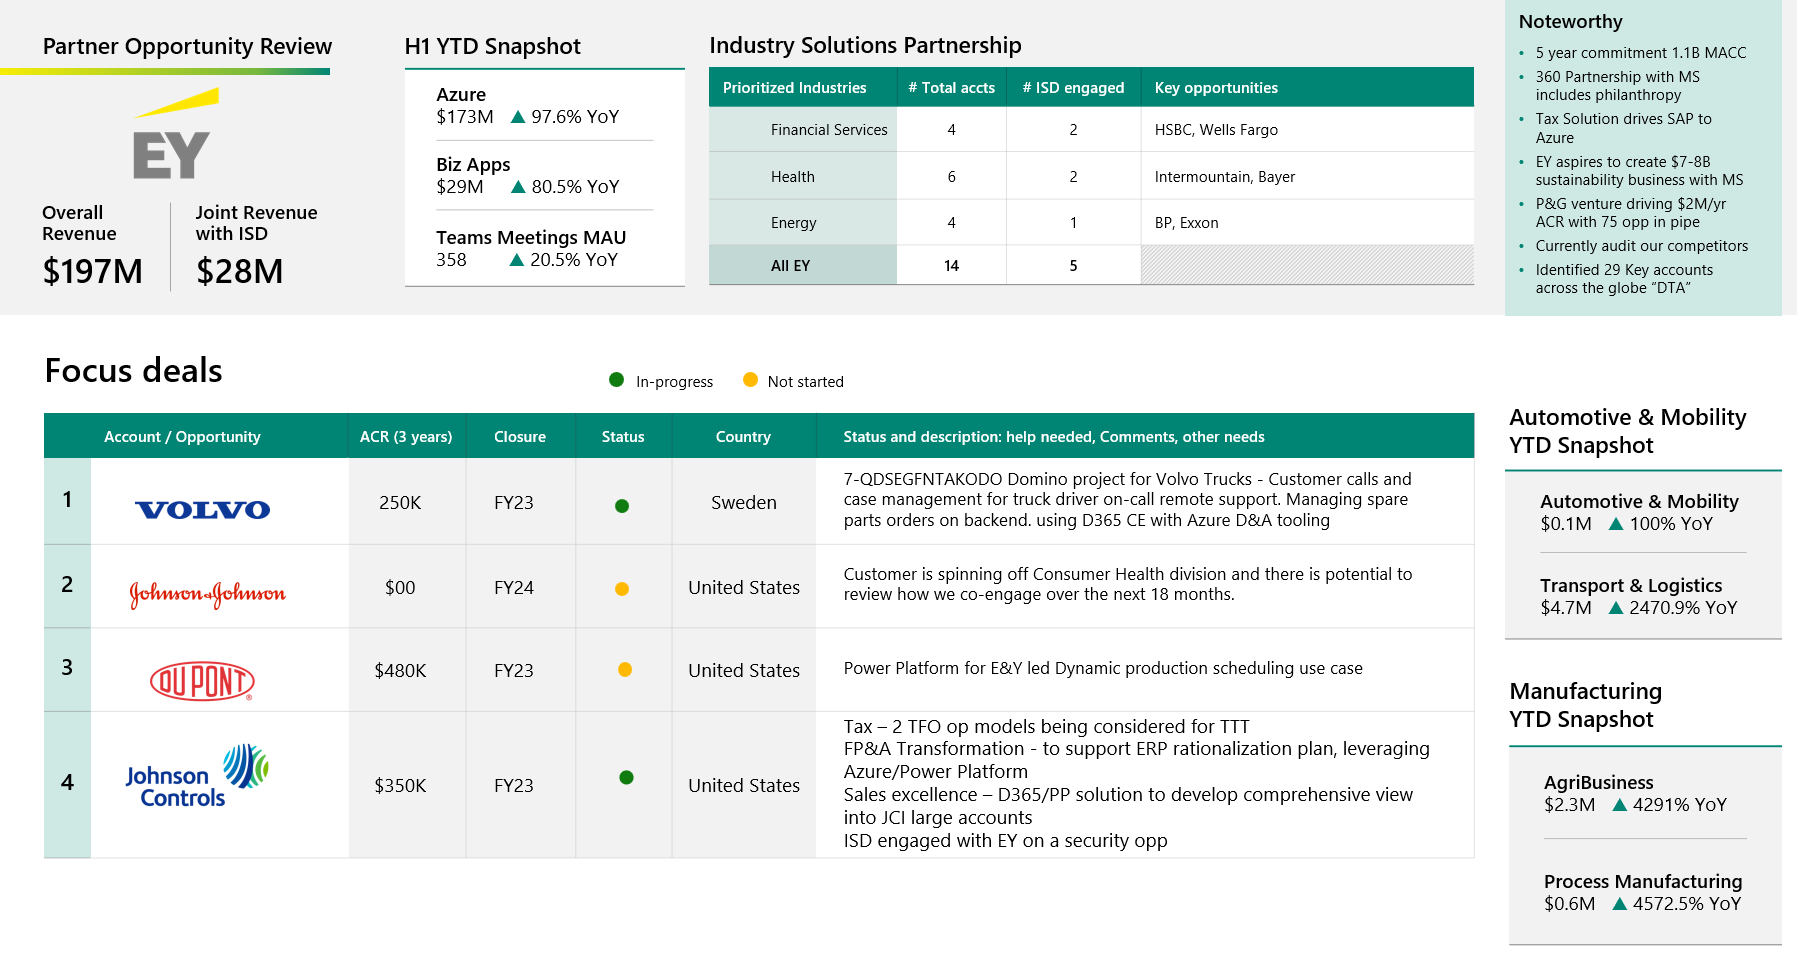 Partner Opportunity Review
EY
Overall
Revenue
$197M
Joint Revenue
with ISD
$28M
H1 YTD Snapshot
Azure
$173M ▲ 97.6% YoY
Biz Apps
$29M ▲ 80.5% YoY
Teams Meetings MAU
358 ▲ 20.5% YoY
Industry Solutions Partnership
Prioritized Industries # Total accts # ISD engaged Key opportunities
Financial Services 4 2 HSBC, Wells Fargo
Health 6 2 Intermountain, Bayer
Energy 4 1 BP, Exxon
All EY 14 5
Noteworthy
• 5 year commitment 1.1B MACC
• 360 Partnership with MS
includes philanthropy
• Tax Solution drives SAP to
Azure
• EY aspires to create $7-8B
sustainability business with MS
• P&G venture driving $2M/yr
ACR with 75 opp in pipe
• Currently audit our competitors
• Identified 29 Key accounts
across the globe “DTA”
Focus deals
In-progress Not started
Account / Opportunity ACR (3 years) Closure Status Country Status and description: help needed, Comments, other needs
1 VOLVO 250K FY23 Sweden
7-QDSEGFNTAKODO Domino project for Volvo Trucks - Customer calls and
case management for truck driver on-call remote support. Managing spare
parts orders on backend. using D365 CE with Azure D&A tooling
2 Johnson&Johnson $00 FY24 United States
Customer is spinning off Consumer Health division and there is potential to
review how we co-engage over the next 18 months.
3 DUPONT® $480K FY23 United States
Power Platform for E&Y led Dynamic production scheduling use case
4 Johnson
Controls
$350K FY23 United States
Tax – 2 TFO op models being considered for TTT
FP&A Transformation - to support ERP rationalization plan, leveraging
Azure/Power Platform
Sales excellence – D365/PP solution to develop comprehensive view
into JCI large accounts
ISD engaged with EY on a security opp
Automotive & Mobility
YTD Snapshot
Automotive & Mobility
$0.1M ▲ 100% YoY
Transport & Logistics
$4.7M ▲ 2470.9% YoY
Manufacturing
YTD Snapshot
AgriBusiness
$2.3M ▲ 4291% YoY
Process Manufacturing
$0.6M ▲ 4572.5% YoY